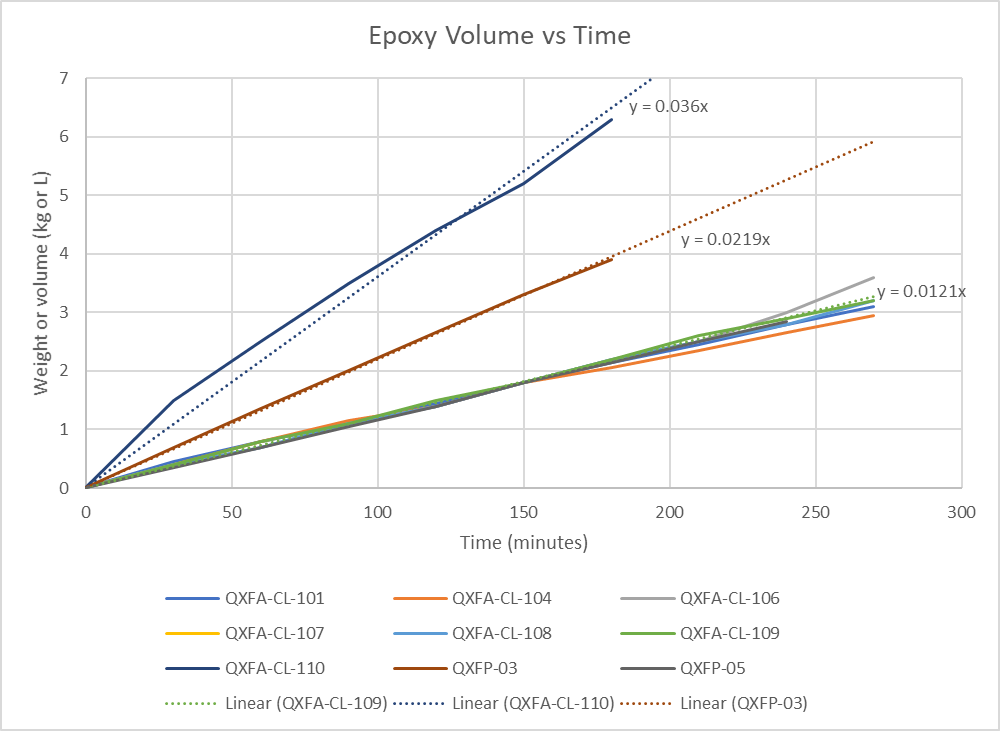 Epoxy Volume vs Time
7
6
5
4
3
2
1
0
Weight or volume (kg or L)
y = 0.036x
y = 0.0219x
y = 0.0121x
0 50 100 150 200 250 300
Time (minutes)
QXFA-CL-101 QXFA-CL-104 QXFA-CL-106
QXFA-CL-107 QXFA-CL-108 QXFA-CL-109
QXFA-CL-110 QXFP-03 QXFP-05
Linear (QXFA-CL-109) Linear (QXFA-CL-110) Linear (QXFP-03)